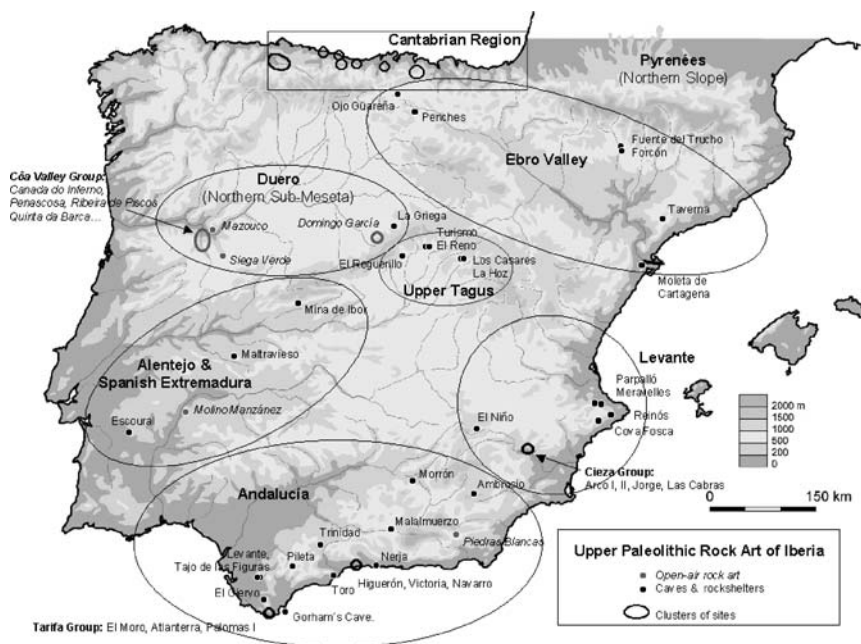 Cantabrian Region
Pyrenées
(Northern Slope)
Ojo Güareña
Penches
Fuente del Trucho
Forcón
Ebro Valley
Côa Valley Group:
Canada do Inferno,
Penascosa, Ribeira de Piscos
Quinta da Barca...
Duero
(Northern Sub-Meseta)
Mazouco
Domingo García
La Griega
Taverna
Turismo
El Reno
Siega Verde
El Reguerillo
Los Casares
La Hoz
Upper Tagus
Moleta de
Cartagena
Mina de Ibor
Maltravieso
Alentejo &
Spanish Extremadura
Levante
Parpalló
Meravelles
Reinós
Cova Fosca
2000 m
1500
1000
500
200
0
Molino Manzánez
Escoural
El Niño
Cieza Group:
Arco I, II, Jorge, Las Cabras
0 150 km
Morrón
Ambrosio
Andalucía
Malalmuerzo
Piedras Blancas
Trinidad
Levante,
Tajo de las Figuras
Pileta
Nerja
Toro
Higuerón, Victoria, Navarro
El Ciervo
Gorham's Cave.
Tarifa Group: El Moro, Atlanterra, Palomas I
Upper Paleolithic Rock Art of Iberia
Open-air rock art
Caves & rockshelters
Clusters of sites